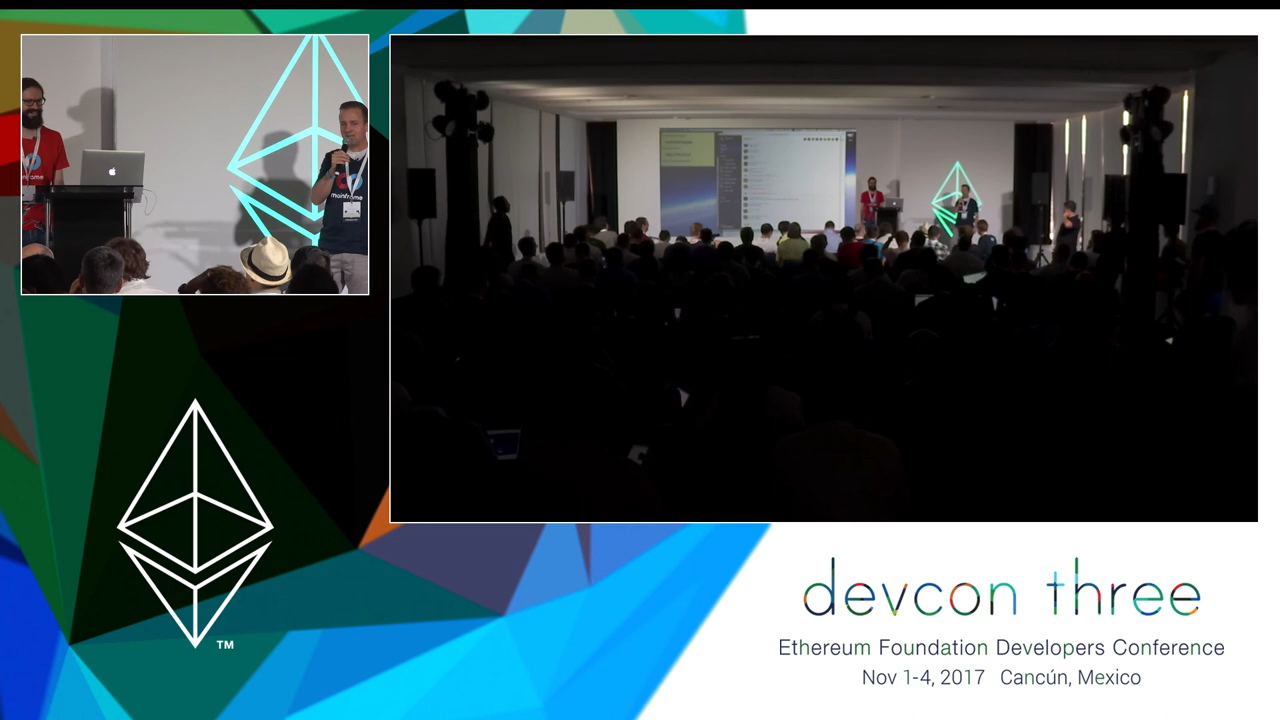 mainframe
TM
devcon three
Ethereum Foundation Developers Conference
Nov 1-4, 2017 Cancún, Mexico